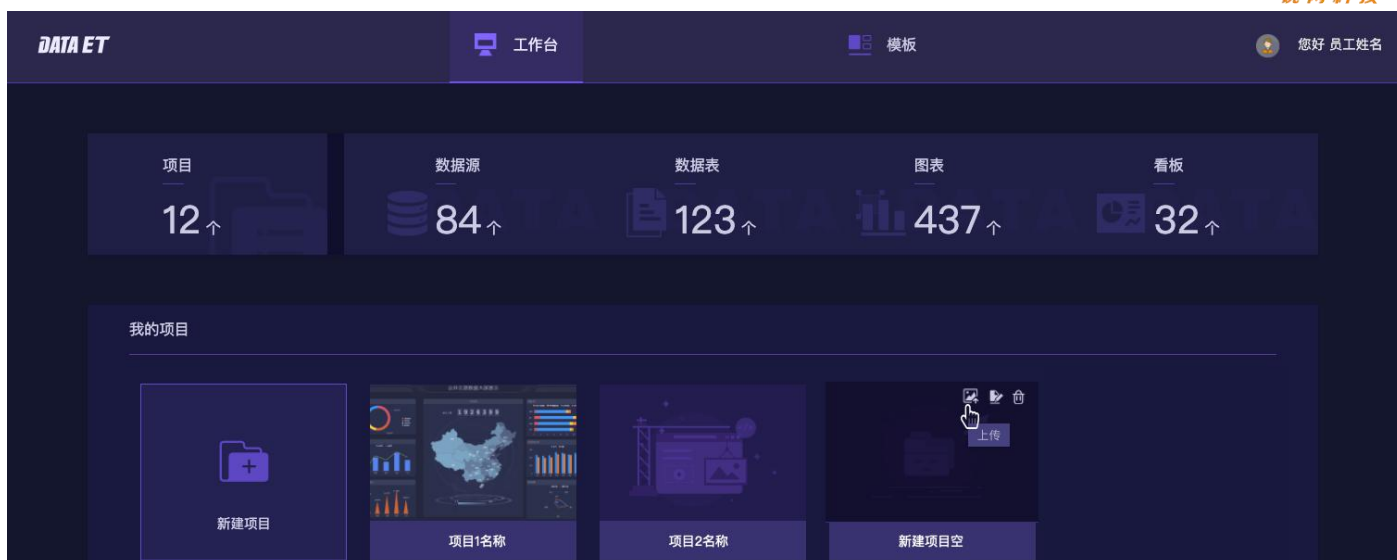 DATA ET
工作台
模板
您好 员工姓名
项目
数据源
数据表
图表
看板
12个
84个
123个
437个
32个
我的项目
上传
新建项目
项目1名称
项目2名称
新建项目空